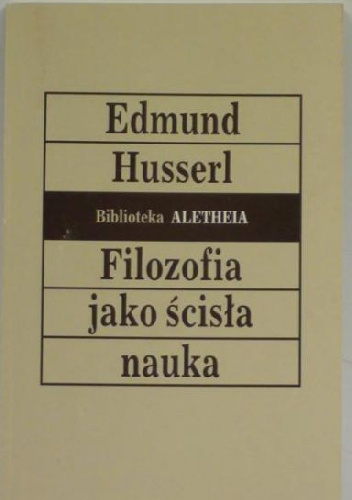 Edmund
Husserl
Biblioteka ALETHEIA
Filozofia
jako ścisła
nauka